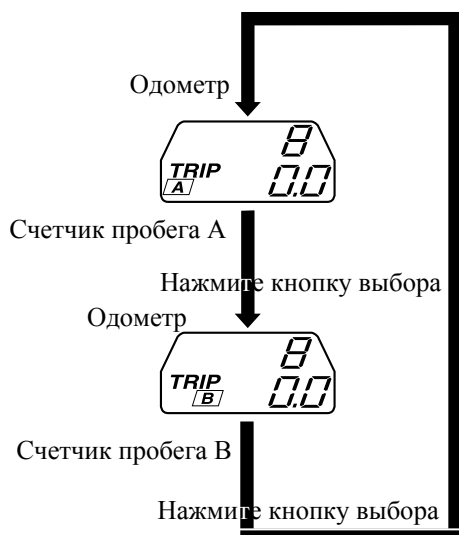 Одометр
8
TRIP
A 0.0
Счетчик пробега А
Нажмите кнопку выбора
Одометр
8
TRIP
B 0.0
Счетчик пробега В
Нажмите кнопку выбора